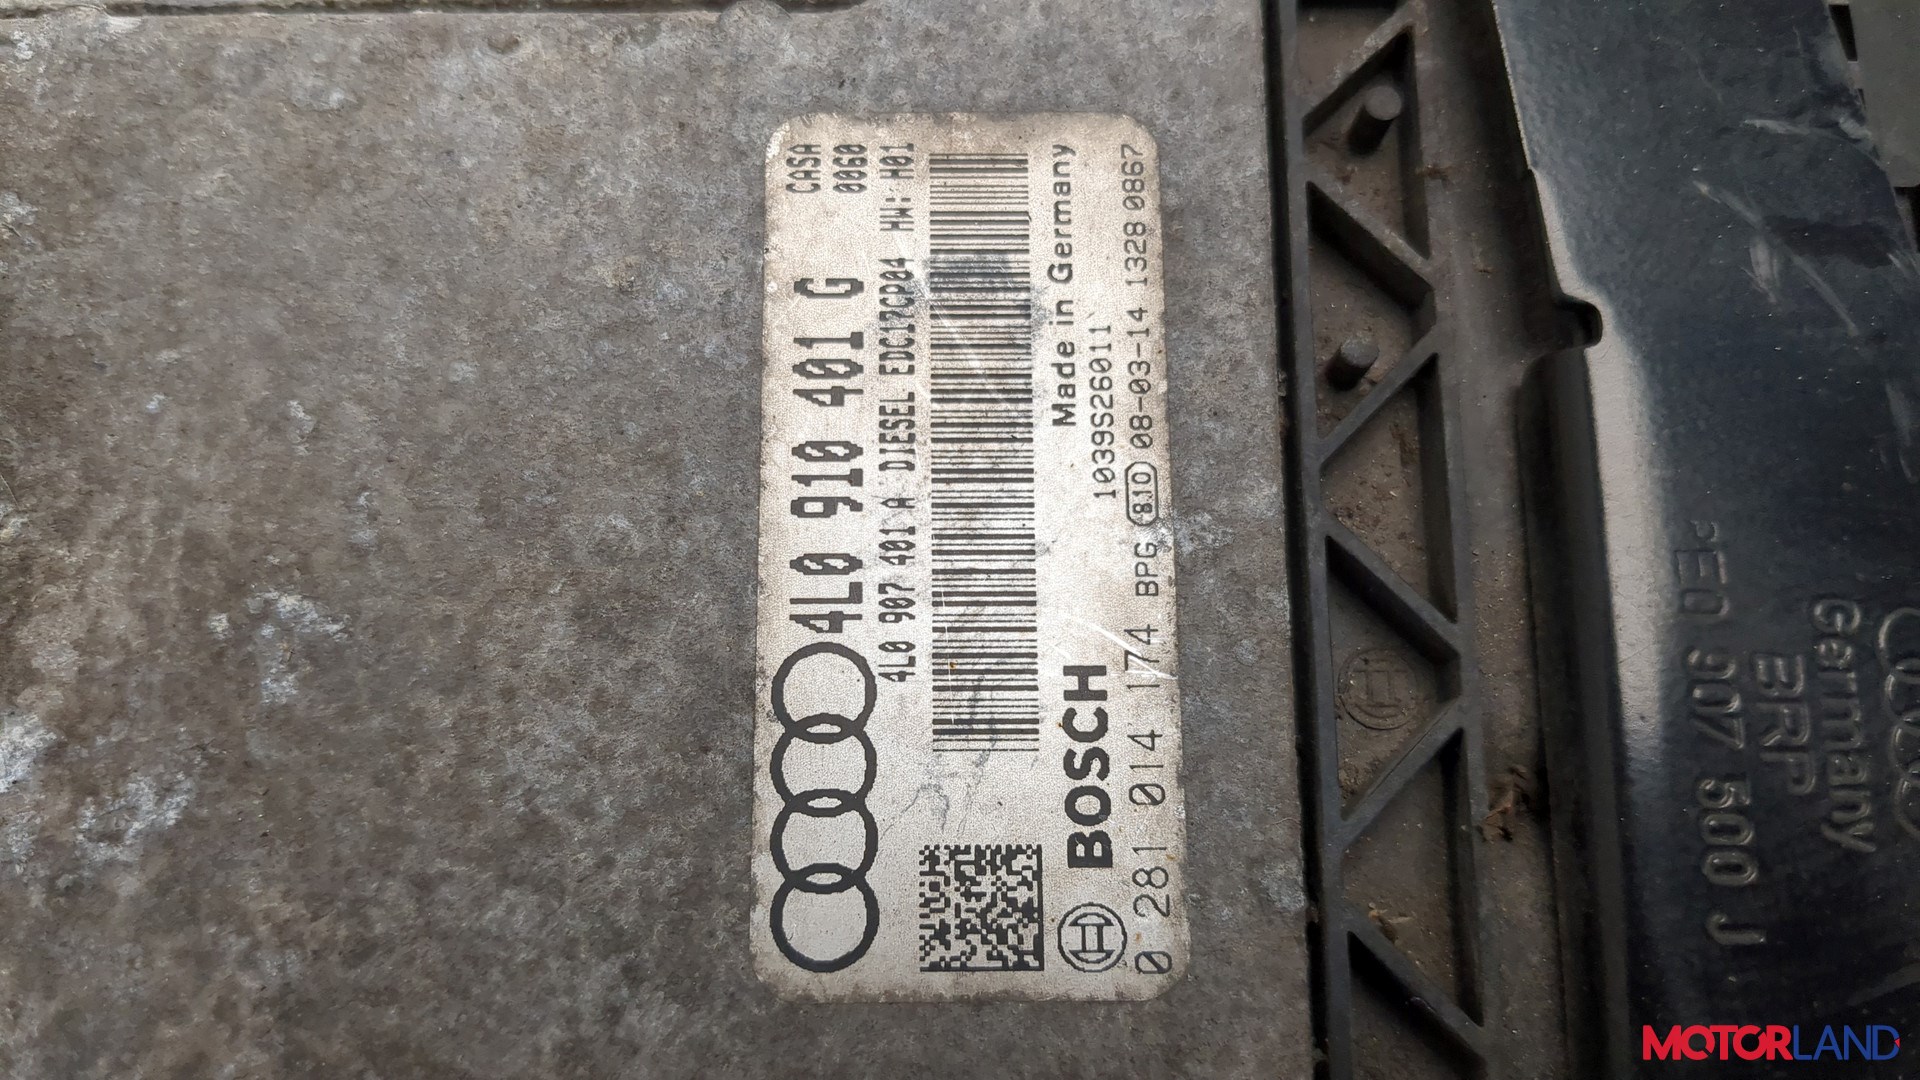 4L0 910 401 G CASA
0060
4L0 907 401 A DIESEL EDC17CP04 HW: H01
BOSCH Made in Germany
1039S26011
0 281 014 174 BPG 810 08-03-14 1328 0867
Germany
BRP
907 500 J
MOTORLAND